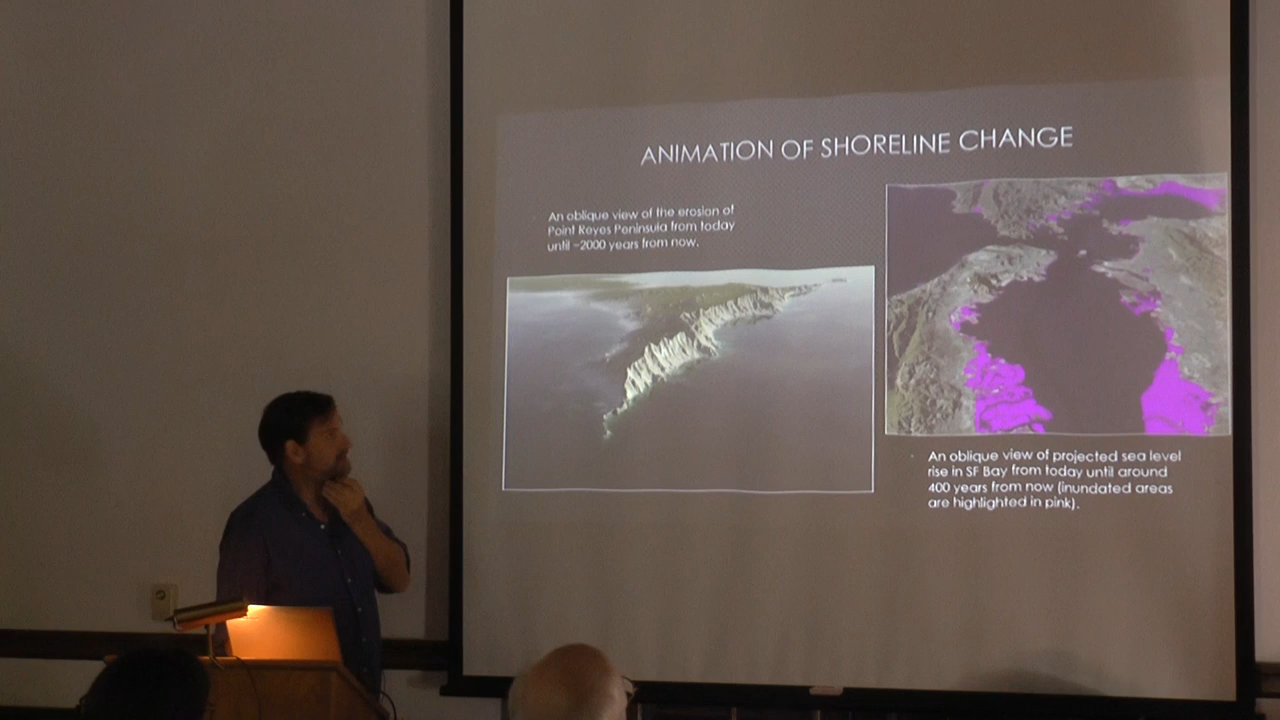 ANIMATION OF SHORELINE CHANGE
An oblique view of the erosion of
Point Reyes Peninsula from today
until ~2000 years from now.
An oblique view of projected sea level
rise in SF Bay from today until around
400 years from now (inundated areas
are highlighted in pink).